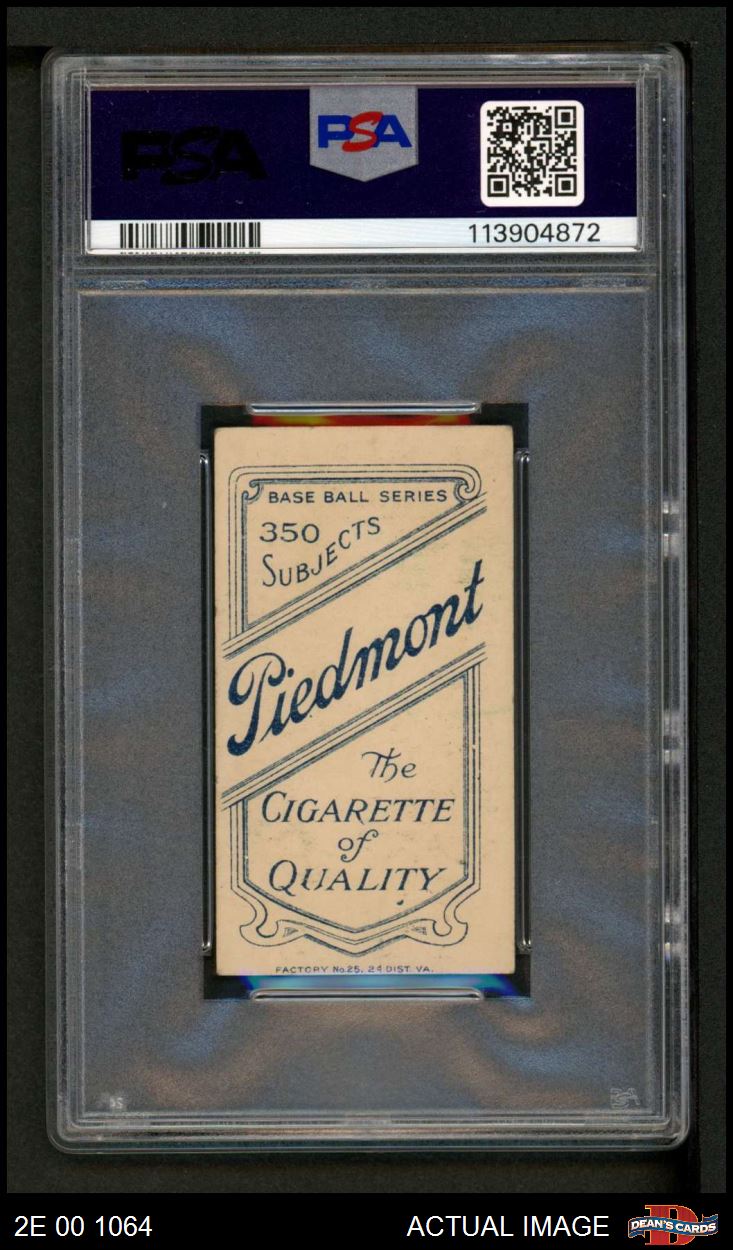 PSA
PSA
113904872
BASE BALL SERIES
350
SUBJECTS
Piedmont
The
CIGARETTE
of
QUALITY
FACTORY No. 25, 2d DIST. VA.
2E 00 1064
ACTUAL IMAGE
DEAN'S CARDS